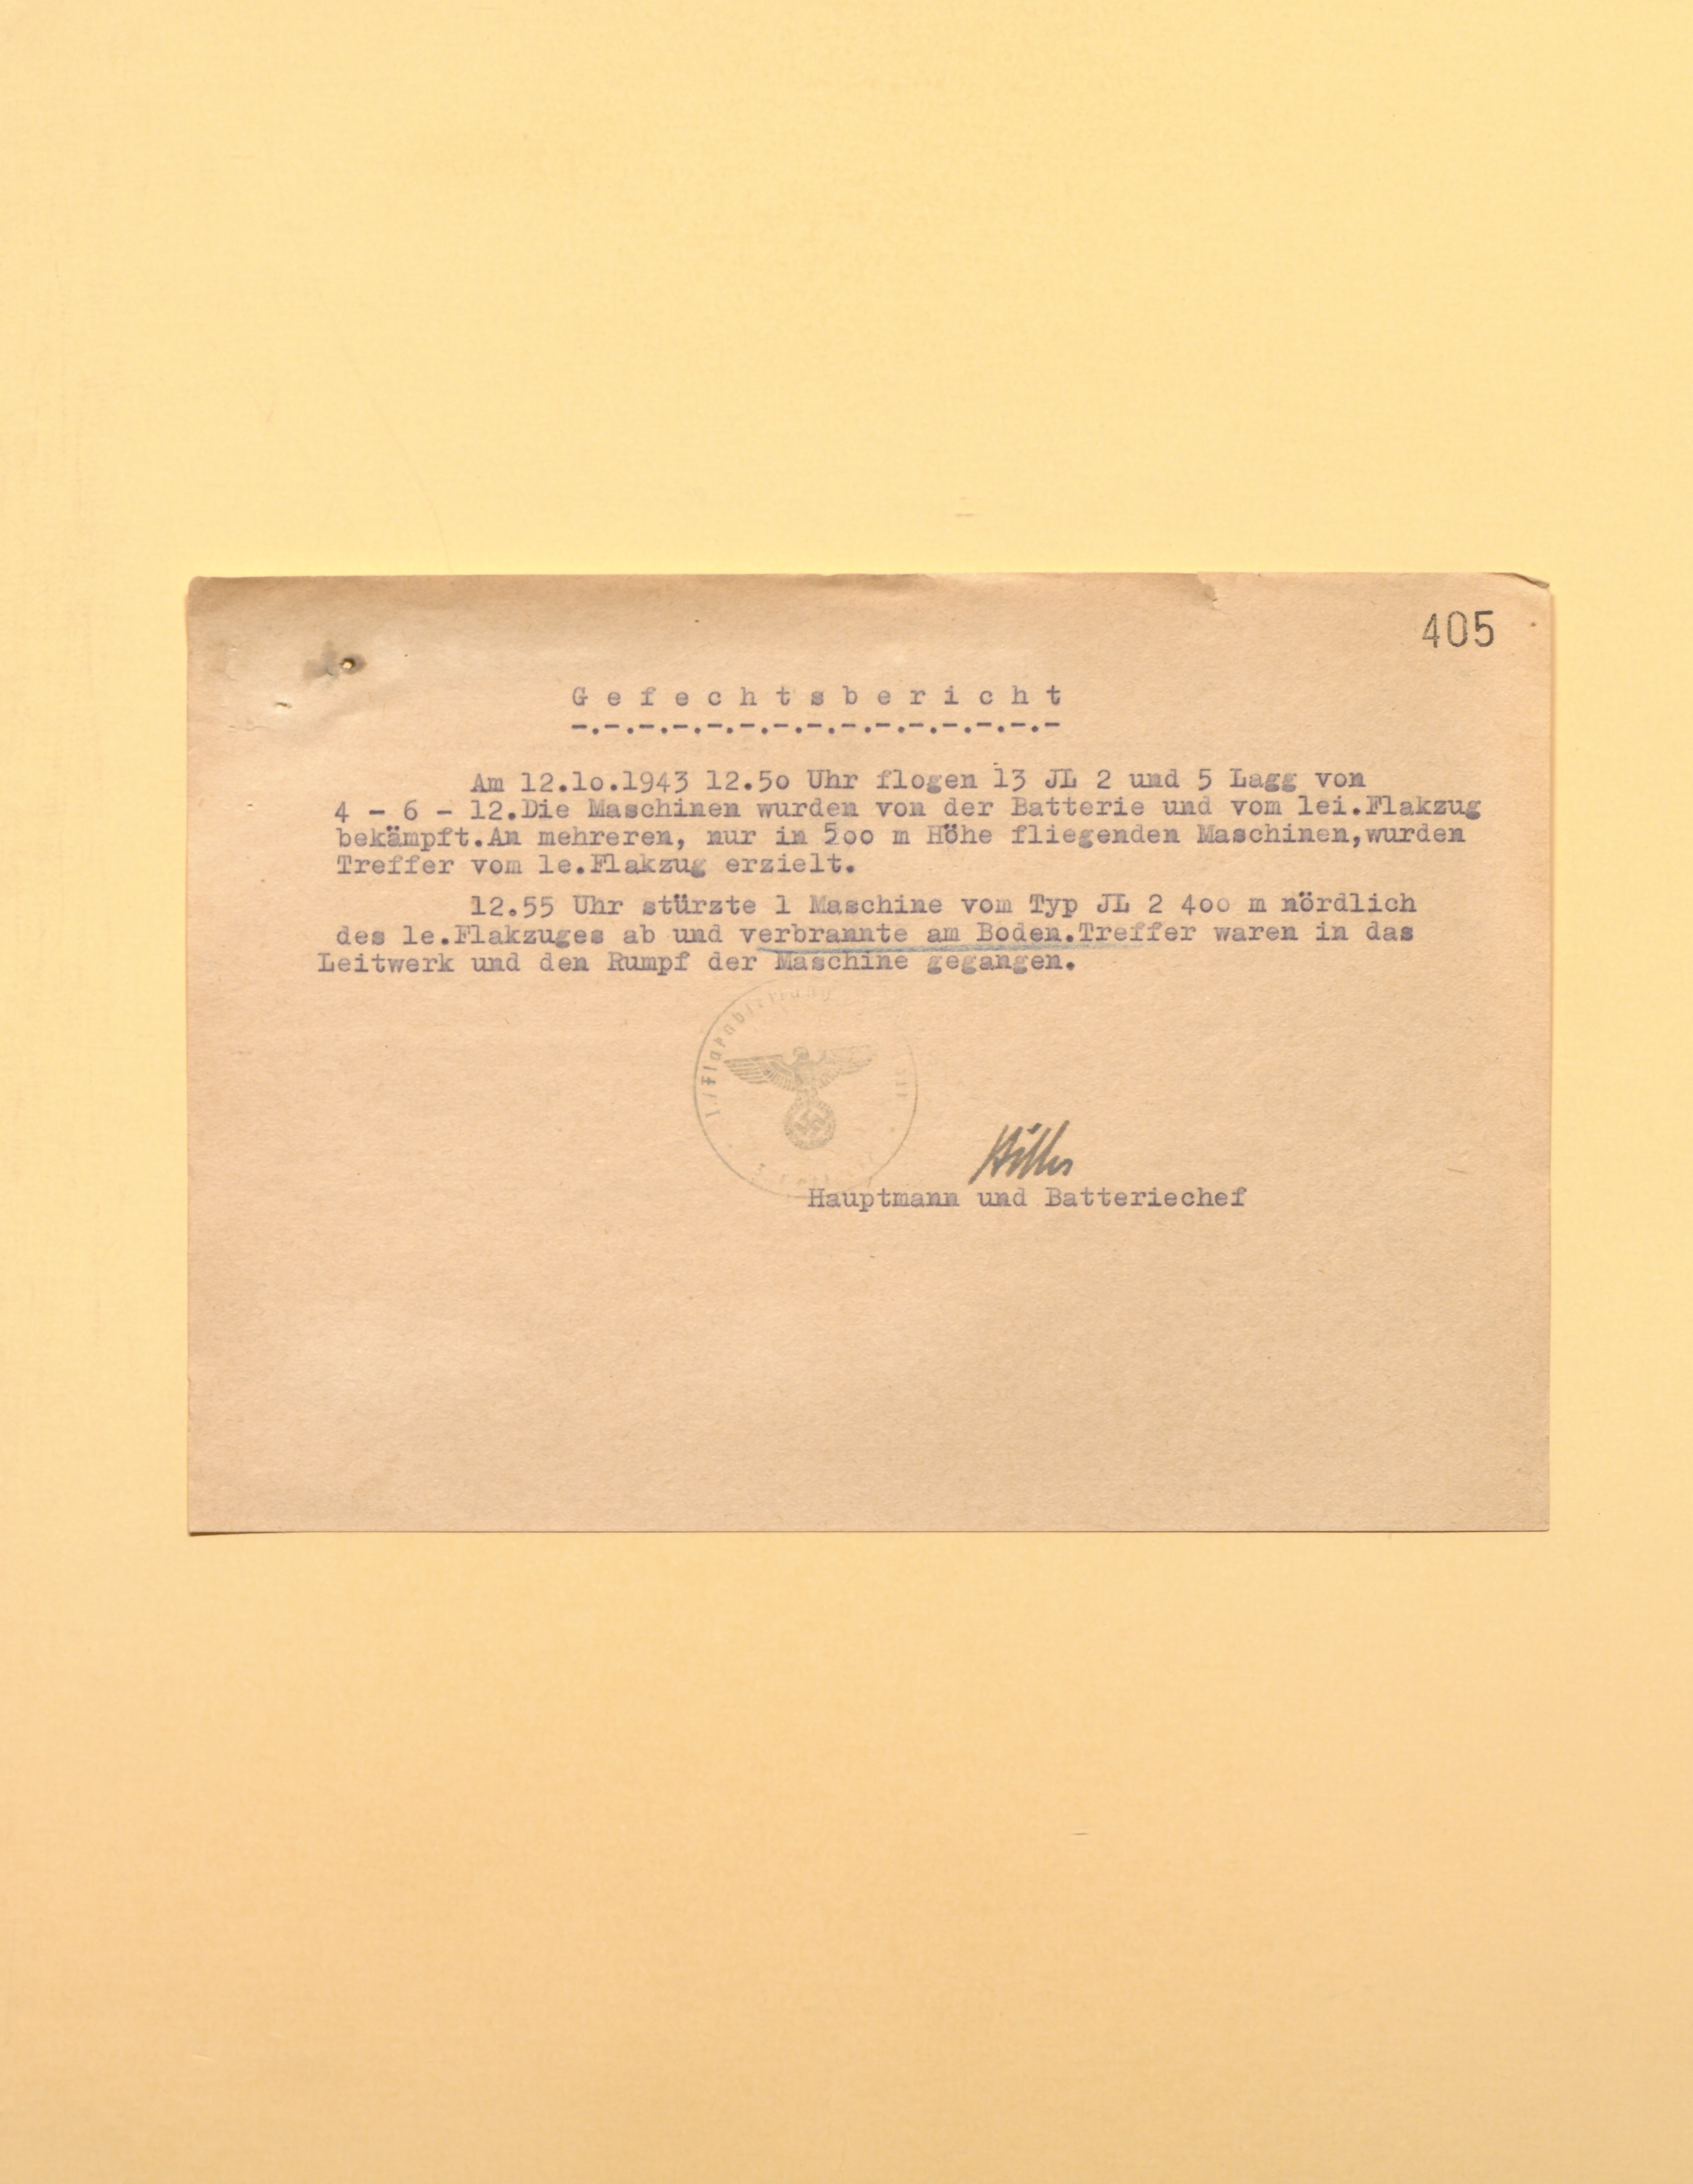 405
Gefechtsbericht
-.-.-.-.-.-.-.-.-.-.-.-.-.-.-
Am 12.1o.1943 12.5o Uhr flogen 13 JL 2 und 5 Lagg von
4 - 6 - 12.Die Maschinen wurden von der Batterie und vom lei.Flakzug
bekämpft.An mehreren, nur in 5oo m Höhe fliegenden Maschinen,wurden
Treffer vom le.Flakzug erzielt.
12.55 Uhr stürzte 1 Maschine vom Typ JL 2 4oo m nördlich
des le.Flakzuges ab und verbrannte am Boden.Treffer waren in das
Leitwerk und den Rumpf der Maschine gegangen.
Hauptmann und Batteriechef